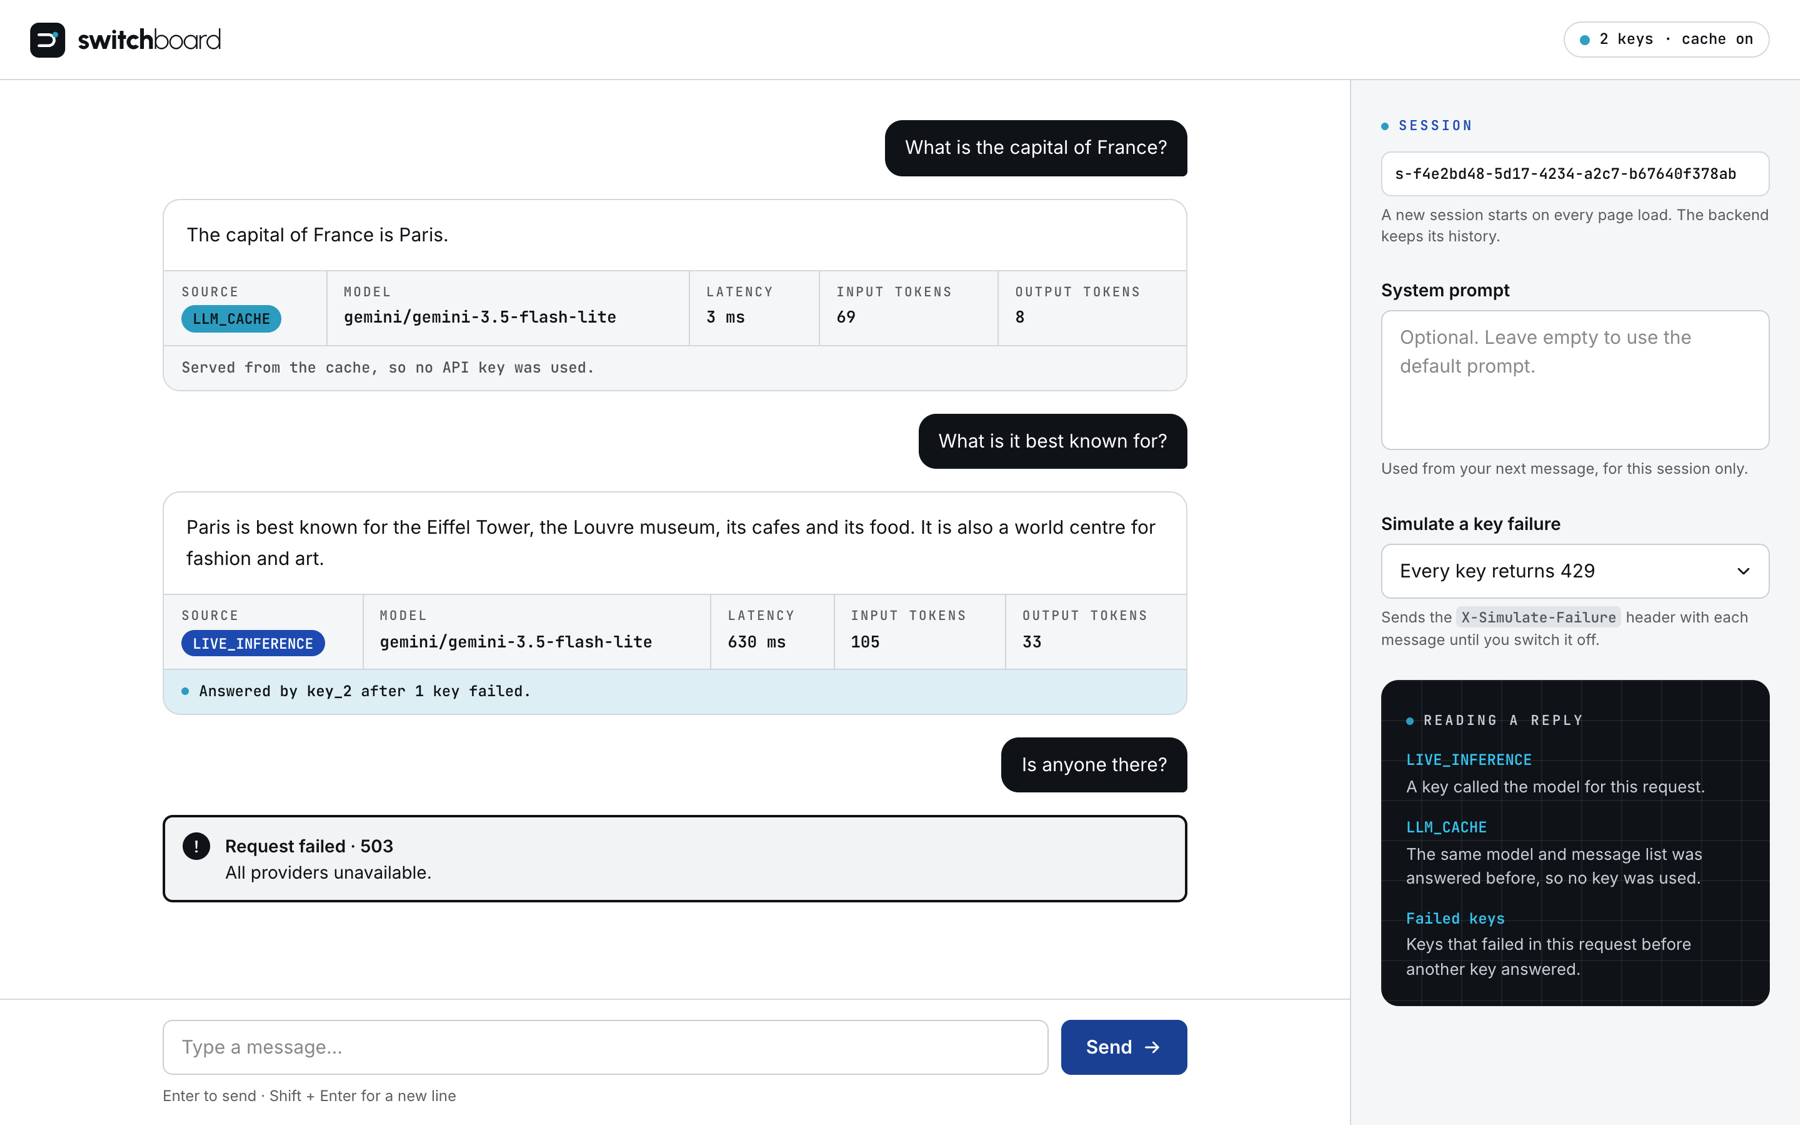 switchboard
2 keys · cache on
What is the capital of France?
The capital of France is Paris.
SOURCE MODEL LATENCY INPUT TOKENS OUTPUT TOKENS
LLM_CACHE gemini/gemini-3.5-flash-lite 3 ms 69 8
Served from the cache, so no API key was used.
What is it best known for?
Paris is best known for the Eiffel Tower, the Louvre museum, its cafes and its food. It is also a world centre for
fashion and art.
SOURCE MODEL LATENCY INPUT TOKENS OUTPUT TOKENS
LIVE_INFERENCE gemini/gemini-3.5-flash-lite 630 ms 105 33
Answered by key_2 after 1 key failed.
Is anyone there?
! Request failed · 503
All providers unavailable.
Type a message...
Send →
Enter to send · Shift + Enter for a new line
SESSION
s-f4e2bd48-5d17-4234-a2c7-b67640f378ab
A new session starts on every page load. The backend
keeps its history.
System prompt
Optional. Leave empty to use the
default prompt.
Used from your next message, for this session only.
Simulate a key failure
Every key returns 429
Sends the X-Simulate-Failure header with each
message until you switch it off.
READING A REPLY
LIVE_INFERENCE
A key called the model for this request.
LLM_CACHE
The same model and message list was
answered before, so no key was used.
Failed keys
Keys that failed in this request before
another key answered.